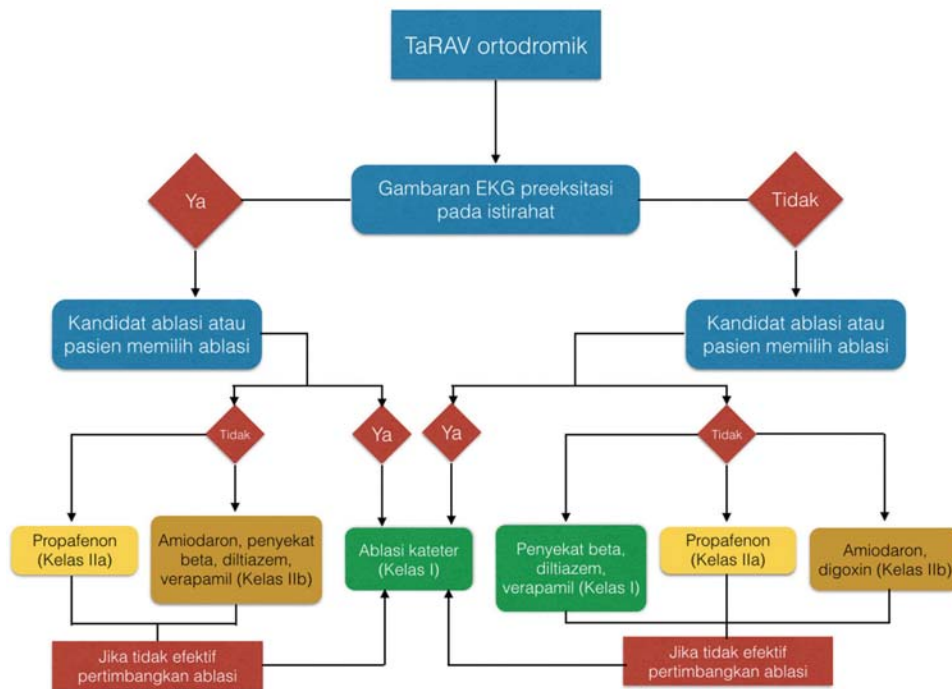 TaRAV ortodromik
Ya
Gambaran EKG preeksitasi
pada istirahat
Tidak
Kandidat ablasi atau
pasien memilih ablasi
Kandidat ablasi atau
pasien memilih ablasi
Tidak
Ya
Ya
Tidak
Propafenon
(Kelas IIa)
Amiodaron, penyekat
beta, diltiazem,
verapamil (Kelas IIb)
Ablasi kateter
(Kelas I)
Penyekat beta,
diltiazem,
verapamil (Kelas I)
Propafenon
(Kelas IIa)
Amiodaron,
digoxin (Kelas IIb)
Jika tidak efektif
pertimbangkan ablasi
Jika tidak efektif
pertimbangkan ablasi